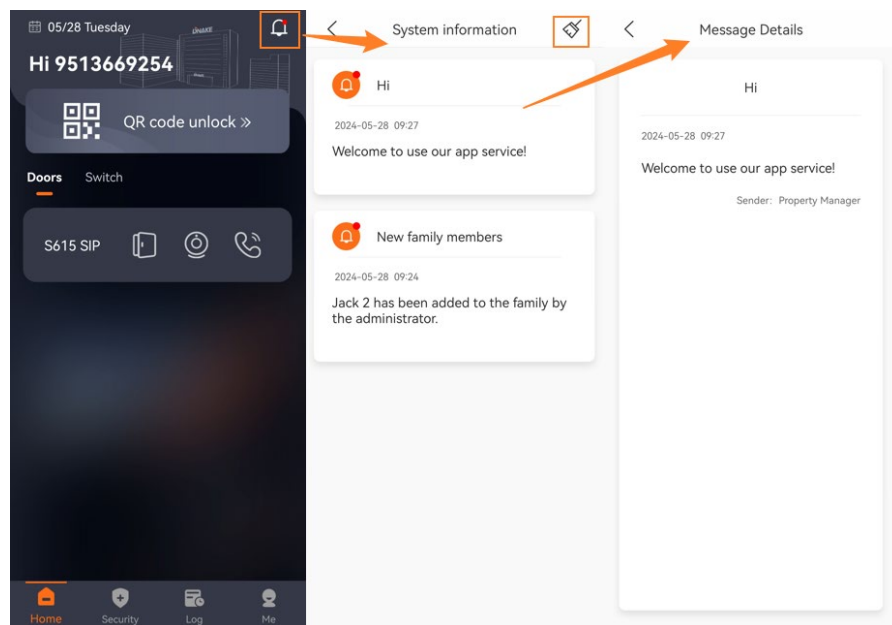 05/28 Tuesday
DNAKE
Hi 9513669254
QR code unlock »
Doors Switch
S615 SIP
Home Security Log Me
System information
Hi
2024-05-28 09:27
Welcome to use our app service!
New family members
2024-05-28 09:24
Jack 2 has been added to the family by
the administrator.
Message Details
Hi
2024-05-28 09:27
Welcome to use our app service!
Sender: Property Manager